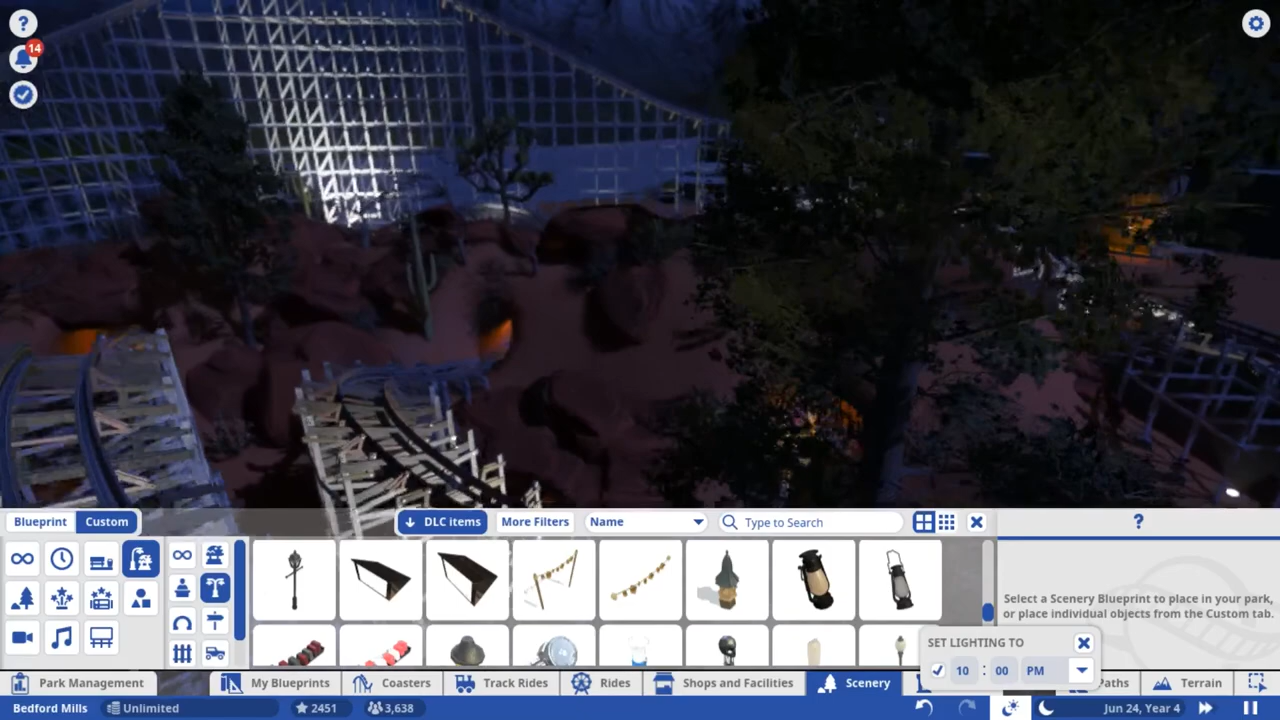 ?
14
Blueprint Custom
DLC items More Filters Name Type to Search
?
Select a Scenery Blueprint to place in your park,
or place individual objects from the Custom tab.
SET LIGHTING TO
10 : 00 PM
Park Management My Blueprints Coasters Track Rides Rides Shops and Facilities Scenery Paths Terrain
Bedford Mills Unlimited 2451 3,638 Jun 24, Year 4